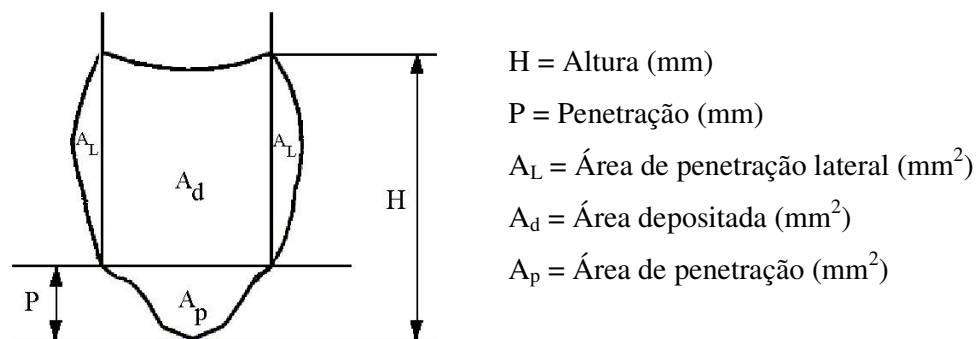 H = Altura (mm)
P = Penetração (mm)
A_L = Área de penetração lateral (mm²)
A_d = Área depositada (mm²)
A_p = Área de penetração (mm²)
A_L
A_L
A_d
H
P
A_p